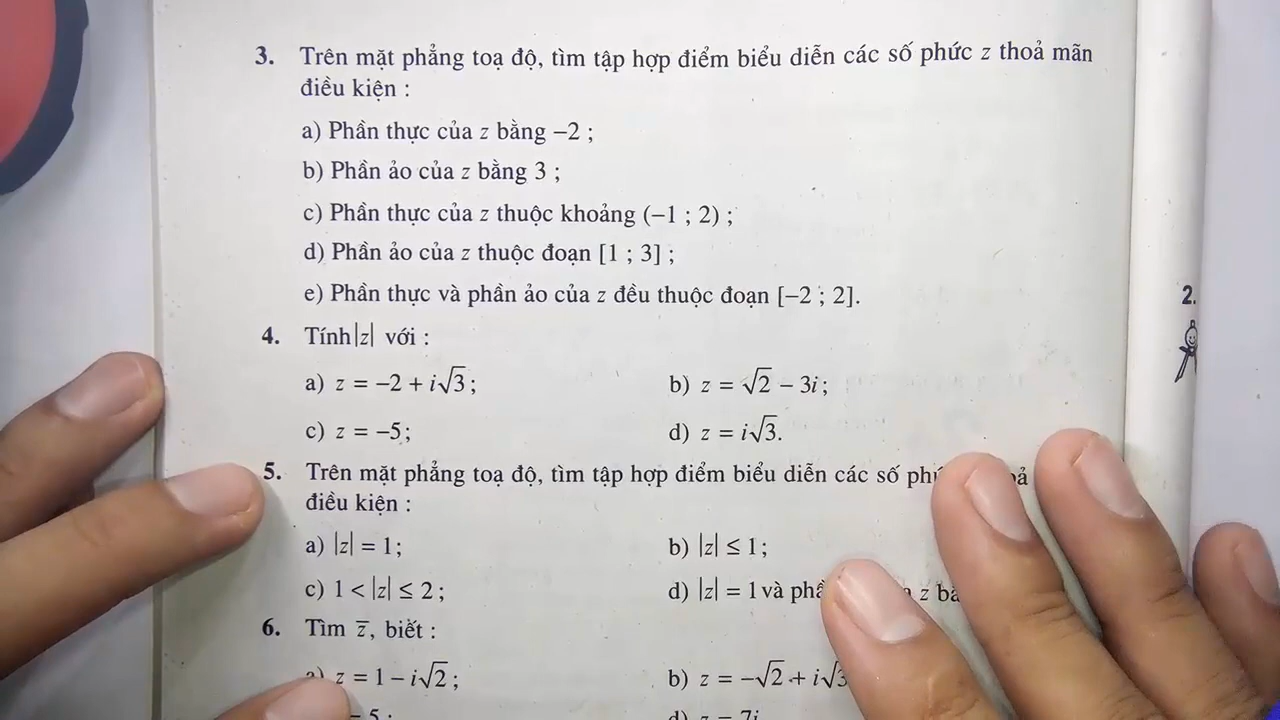 3. Trên mặt phẳng toạ độ, tìm tập hợp điểm biểu diễn các số phức z thoả mãn
điều kiện :
a) Phần thực của z bằng −2 ;
b) Phần ảo của z bằng 3 ;
c) Phần thực của z thuộc khoảng (−1 ; 2) ;
d) Phần ảo của z thuộc đoạn [1 ; 3] ;
e) Phần thực và phần ảo của z đều thuộc đoạn [−2 ; 2].
2.
4. Tính |z| với :
a) z = −2 + i√3 ;
b) z = √2 − 3i ;
c) z = −5 ;
d) z = i√3.
5. Trên mặt phẳng toạ độ, tìm tập hợp điểm biểu diễn các số
điều kiện :
a) |z| = 1 ;
b) |z| ≤ 1 ;
c) 1 < |z| ≤ 2 ;
d) |z| = 1 và z
6. Tìm z̅, biết :
a) z = 1 − i√2 ;
b) z = −√2 + i√3
= 5 ;
d) z = 7i